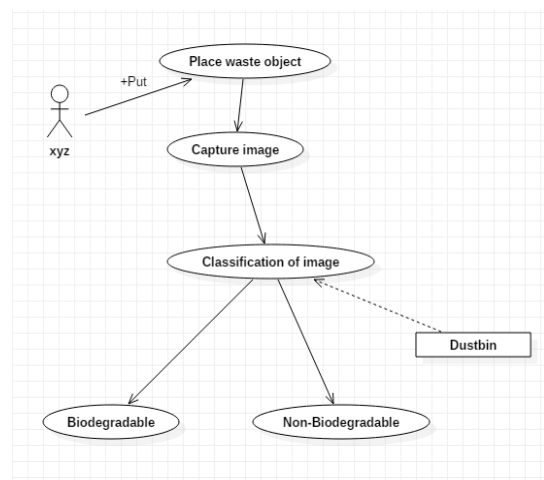 Place waste object
+Put
xyz
Capture image
Classification of image
Dustbin
Biodegradable
Non-Biodegradable